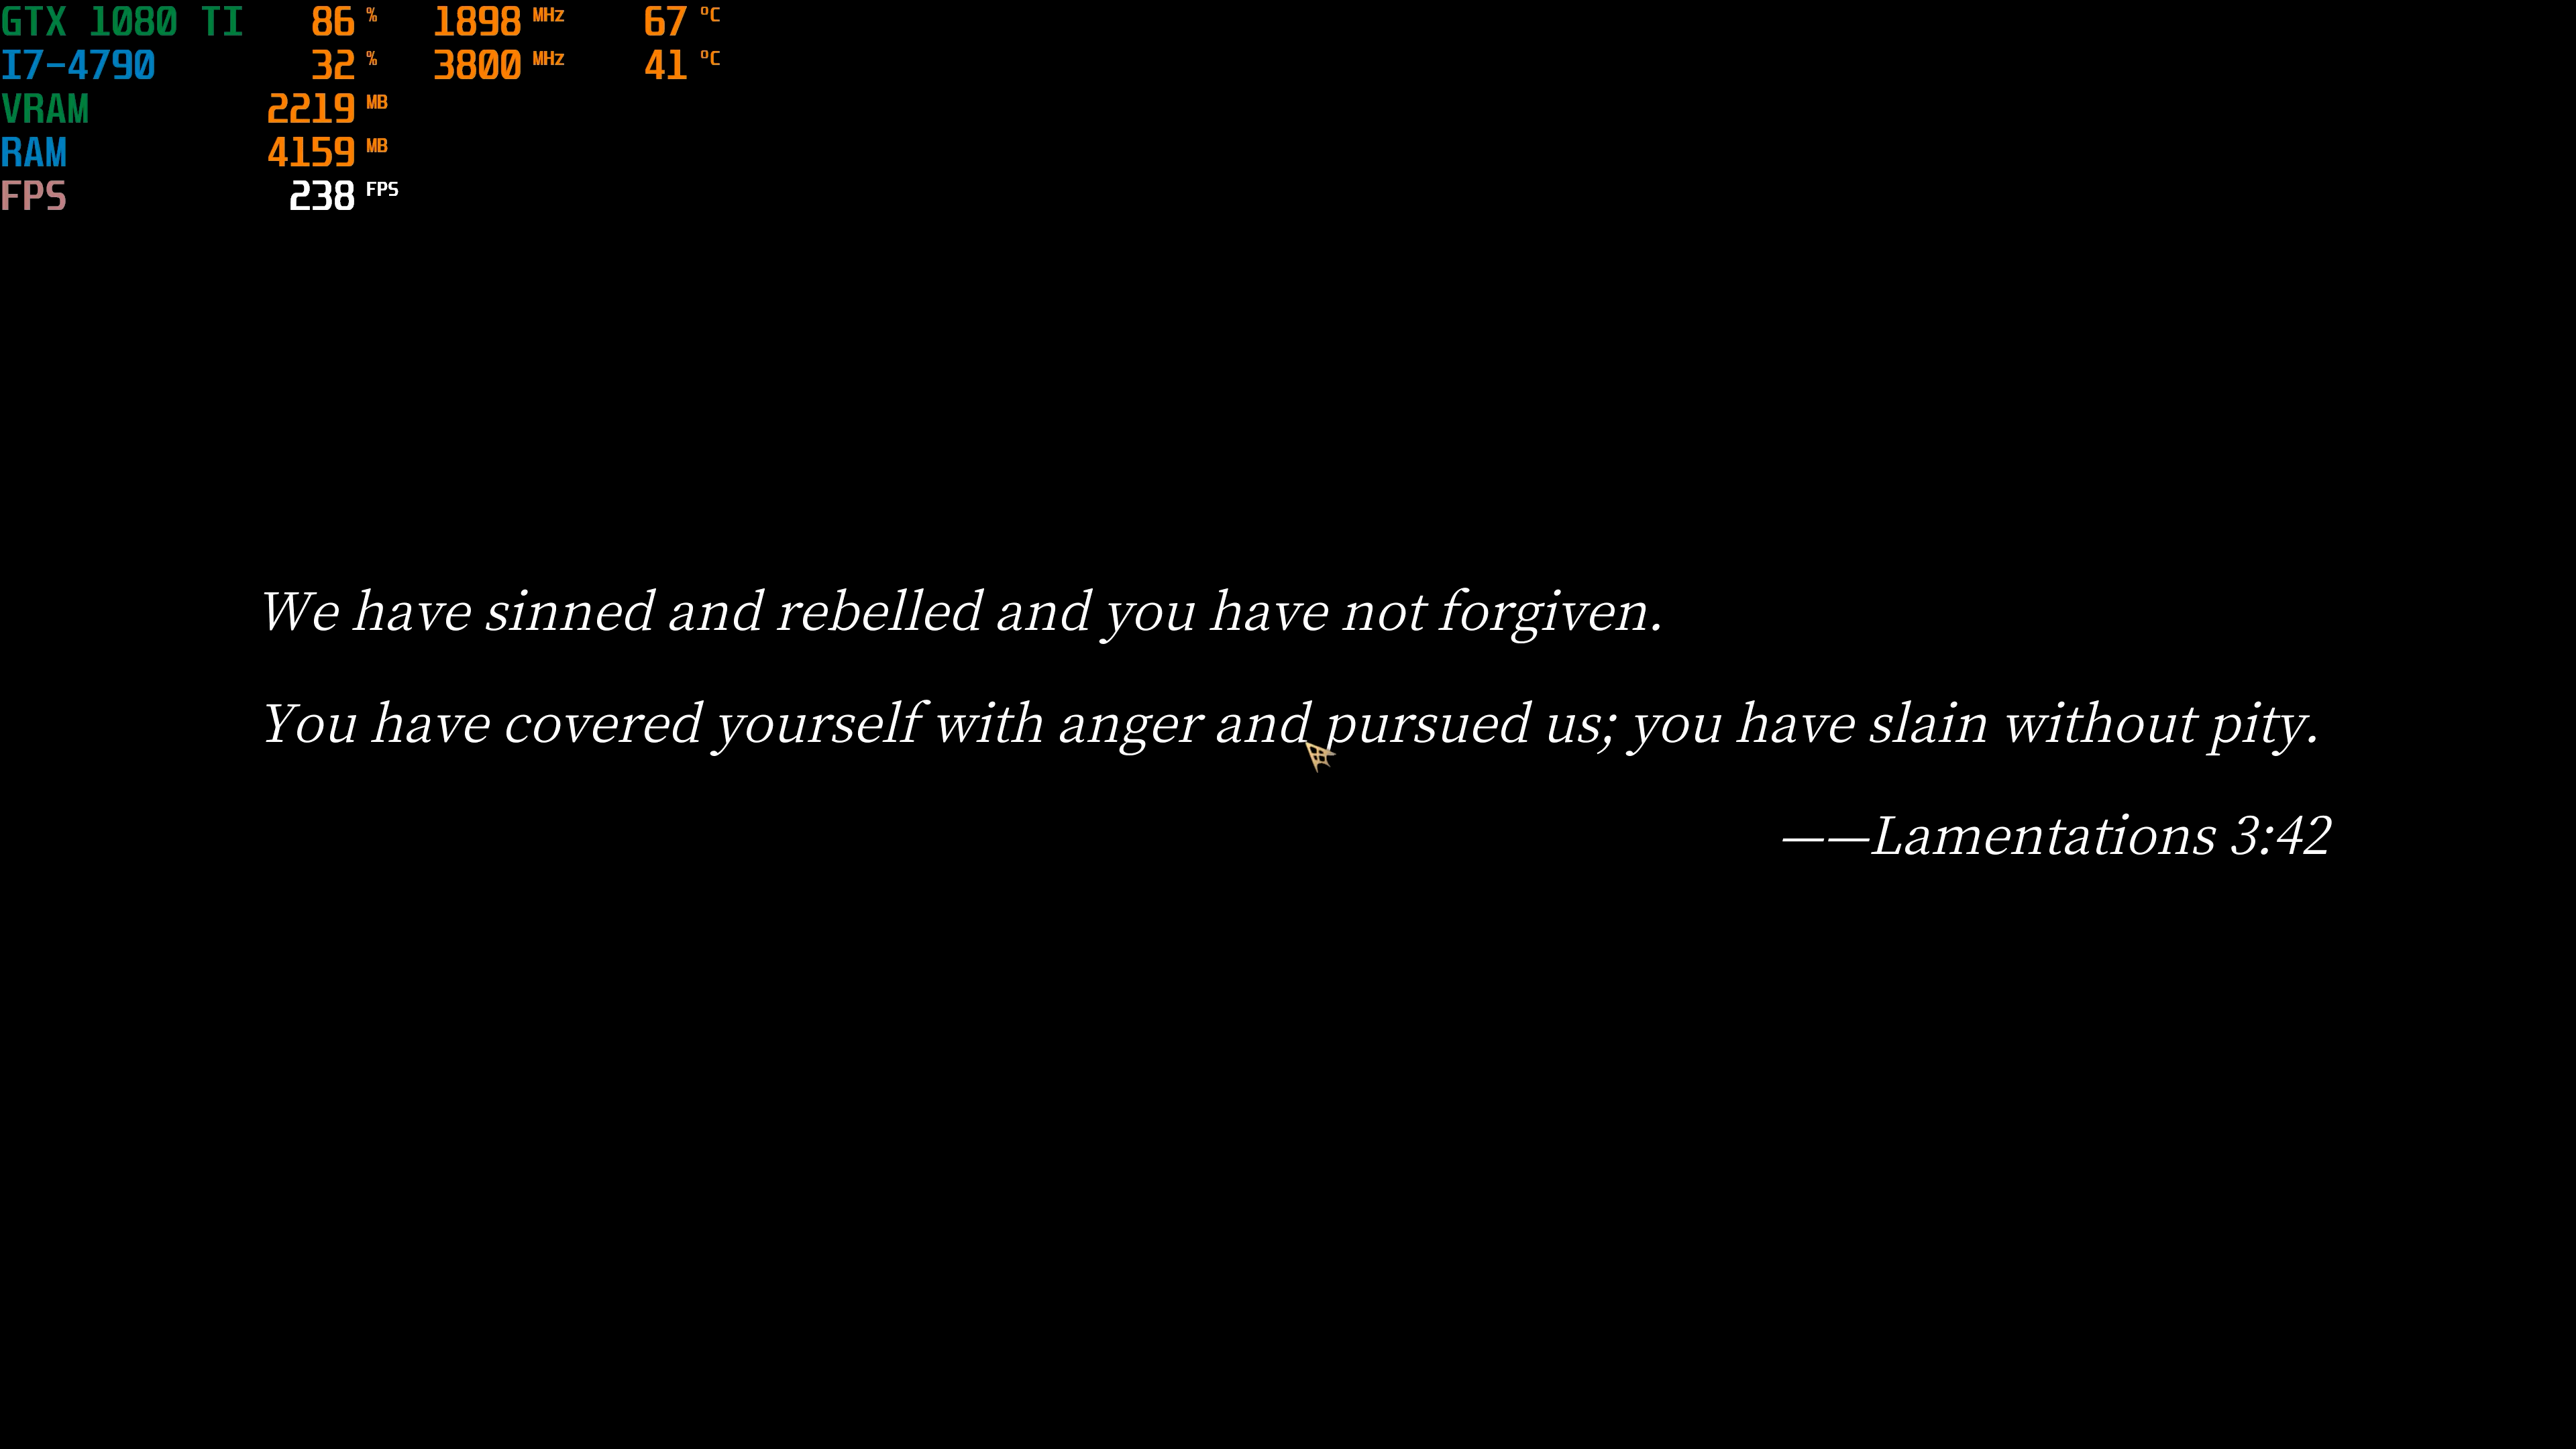 GTX 1080 TI 86 % 1898 MHz 67 °C
I7-4790 32 % 3800 MHz 41 °C
VRAM 2219 MB
RAM 4159 MB
FPS 238 FPS
We have sinned and rebelled and you have not forgiven.
You have covered yourself with anger and pursued us; you have slain without pity.
——Lamentations 3:42